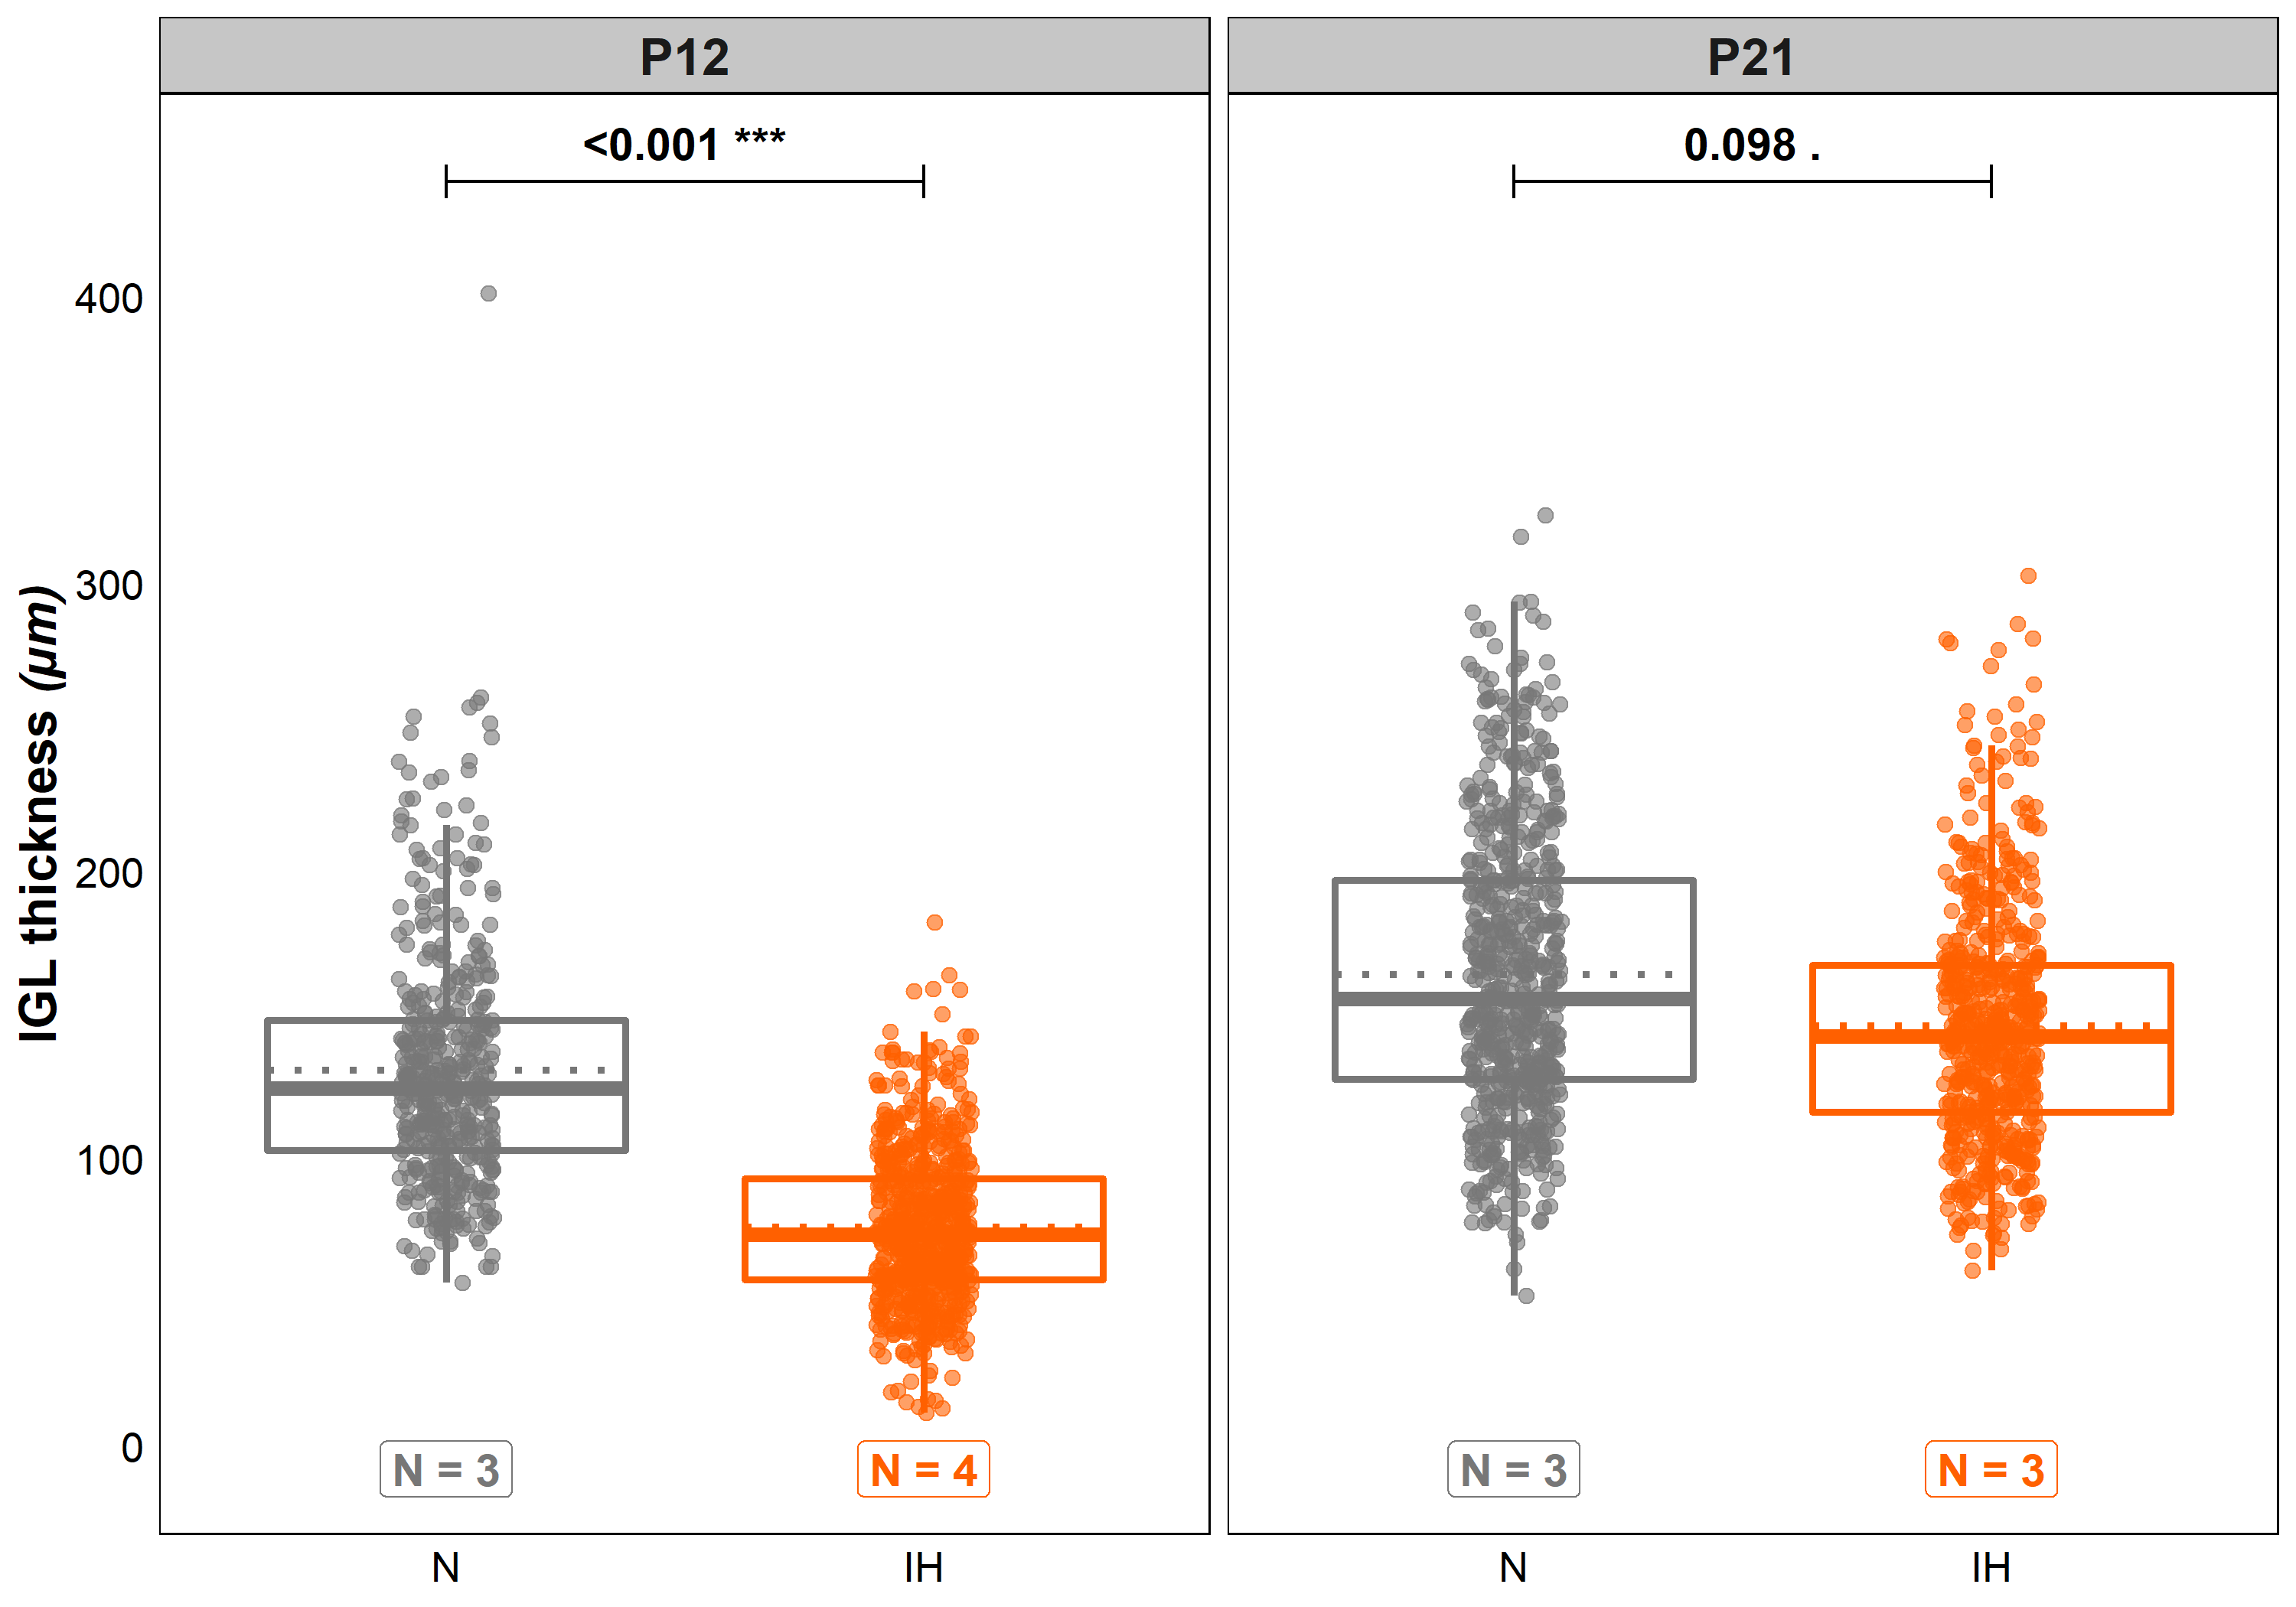 P12
P21
<0.001 ***
0.098 .
IGL thickness (μm)
400
300
200
100
0
N = 3
N = 4
N = 3
N = 3
N
IH
N
IH